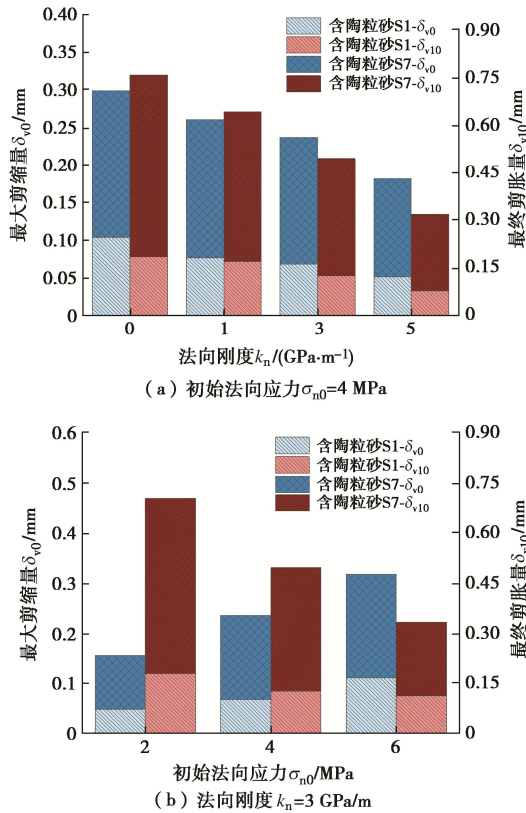 0.40
0.30
0.25
0.20
0.15
0.10
0.05
0
最大剪缩量δv0/mm
含陶粒砂S1-δv0
含陶粒砂S1-δv10
含陶粒砂S7-δv0
含陶粒砂S7-δv10
0.90
0.75
0.60
0.45
0.30
0.15
0
最终剪胀量δv10/mm
0 1 3 5
法向刚度kn/(GPa·m⁻¹)
（a）初始法向应力σn0=4 MPa
0.6
0.5
0.4
0.3
0.2
0.1
0
最大剪缩量δv0/mm
含陶粒砂S1-δv0
含陶粒砂S1-δv10
含陶粒砂S7-δv0
含陶粒砂S7-δv10
0.90
0.75
0.60
0.45
0.30
0.15
0
最终剪胀量δv10/mm
2 4 6
初始法向应力σn0/MPa
（b）法向刚度 kn=3 GPa/m